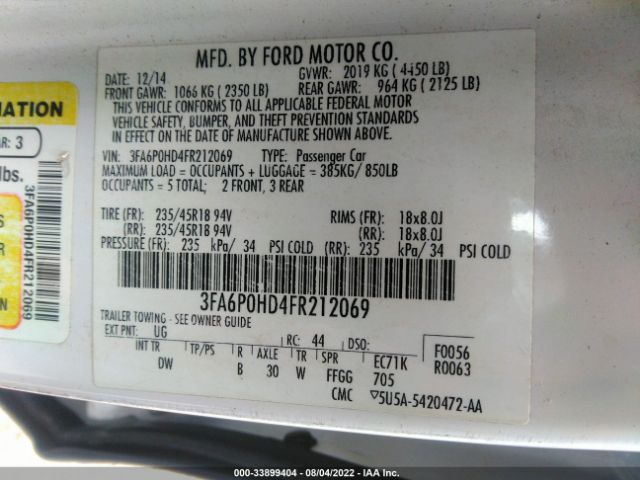 MFD. BY FORD MOTOR CO.
DATE: 12/14 GVWR: 2019 KG ( 4450 LB)
FRONT GAWR: 1066 KG ( 2350 LB) REAR GAWR: 964 KG ( 2125 LB)
THIS VEHICLE CONFORMS TO ALL APPLICABLE FEDERAL MOTOR
VEHICLE SAFETY, BUMPER, AND THEFT PREVENTION STANDARDS
IN EFFECT ON THE DATE OF MANUFACTURE SHOWN ABOVE.
VIN: 3FA6P0HD4FR212069 TYPE: Passenger Car
MAXIMUM LOAD = OCCUPANTS + LUGGAGE = 385KG/ 850LB
OCCUPANTS = 5 TOTAL; 2 FRONT, 3 REAR
TIRE (FR): 235/45R18 94V RIMS (FR): 18x8.0J
(RR): 235/45R18 94V (RR): 18x8.0J
PRESSURE (FR): 235 kPa/ 34 PSI COLD (RR): 235 kPa/ 34 PSI COLD
3FA6P0HD4FR212069
TRAILER TOWING - SEE OWNER GUIDE
EXT PNT: UG RC: 44 DSO: F0056
INT TR TP/PS R AXLE TR SPR EC71K R0063
DW B 30 W FFGG 705
CMC ▽5U5A-5420472-AA
MATION
AR: 3
lbs.
S
R
N
3FA6P0HD4FR212069
000-33899404 - 08/04/2022 - IAA Inc.